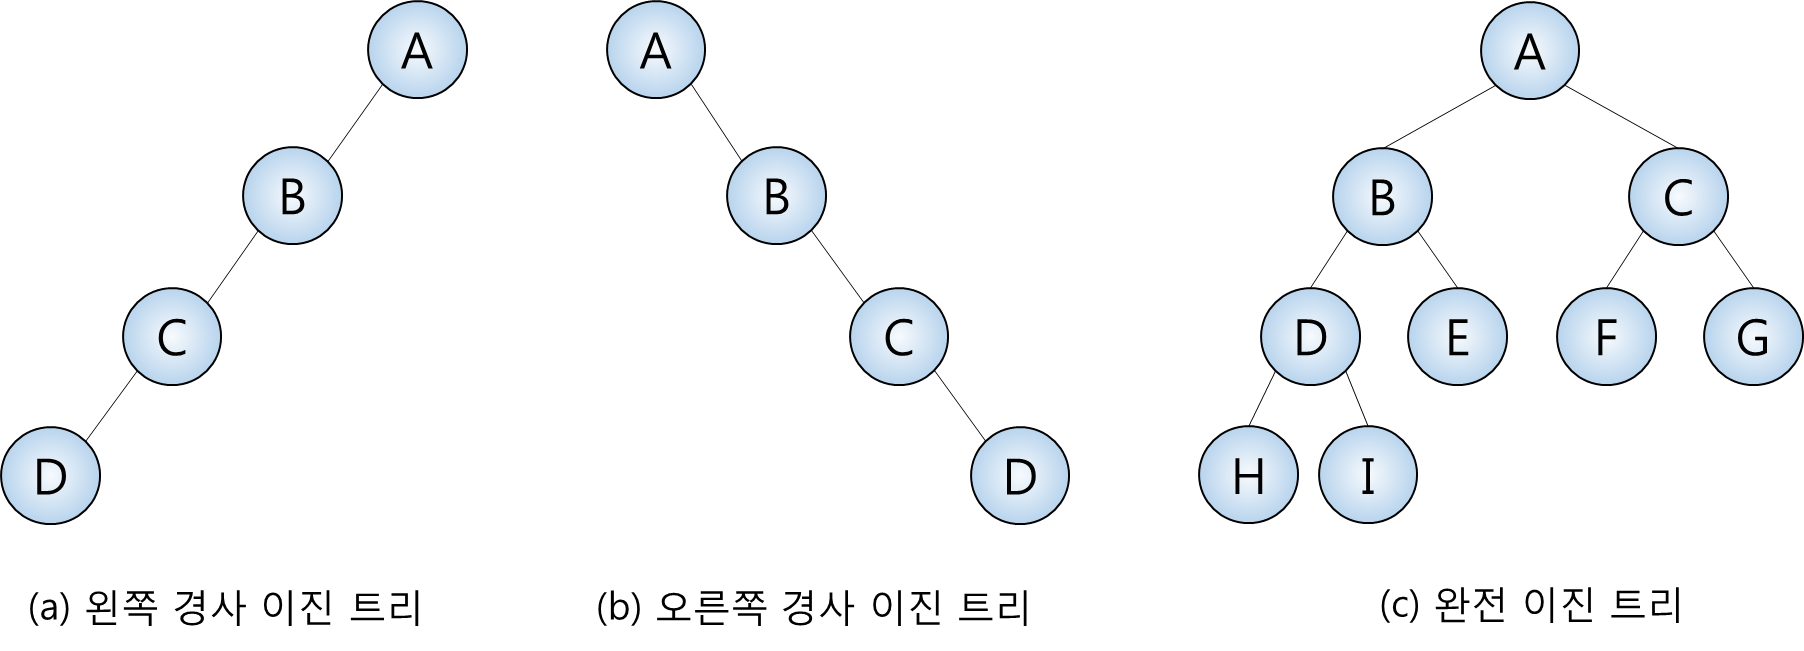 A
B
C
D
(a) 왼쪽 경사 이진 트리
A
B
C
D
(b) 오른쪽 경사 이진 트리
A
B C
D E F G
H I
(c) 완전 이진 트리